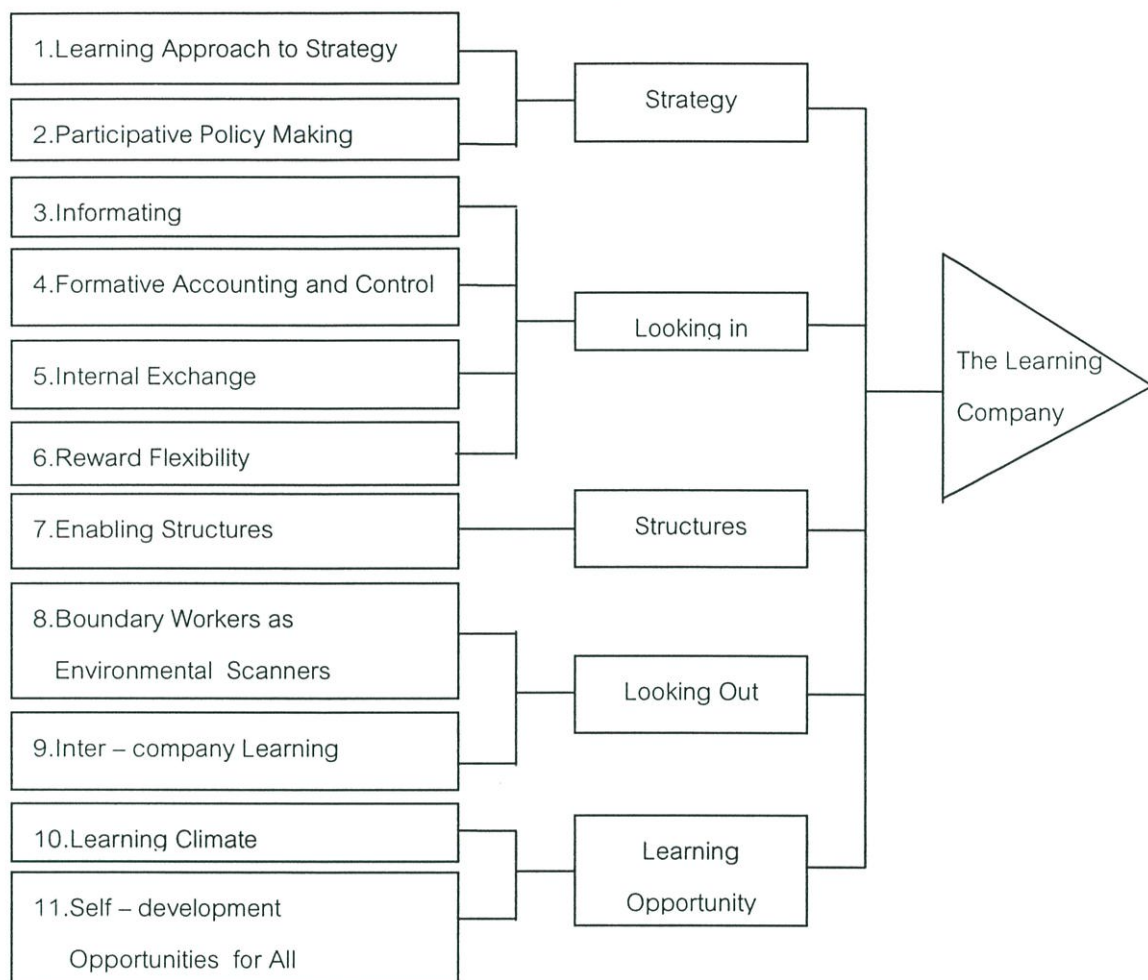 1.Learning Approach to Strategy
2.Participative Policy Making
3.Informating
4.Formative Accounting and Control
5.Internal Exchange
6.Reward Flexibility
7.Enabling Structures
8.Boundary Workers as
Environmental Scanners
9.Inter – company Learning
10.Learning Climate
11.Self – development
Opportunities for All
Strategy
Looking in
Structures
Looking Out
Learning
Opportunity
The Learning
Company